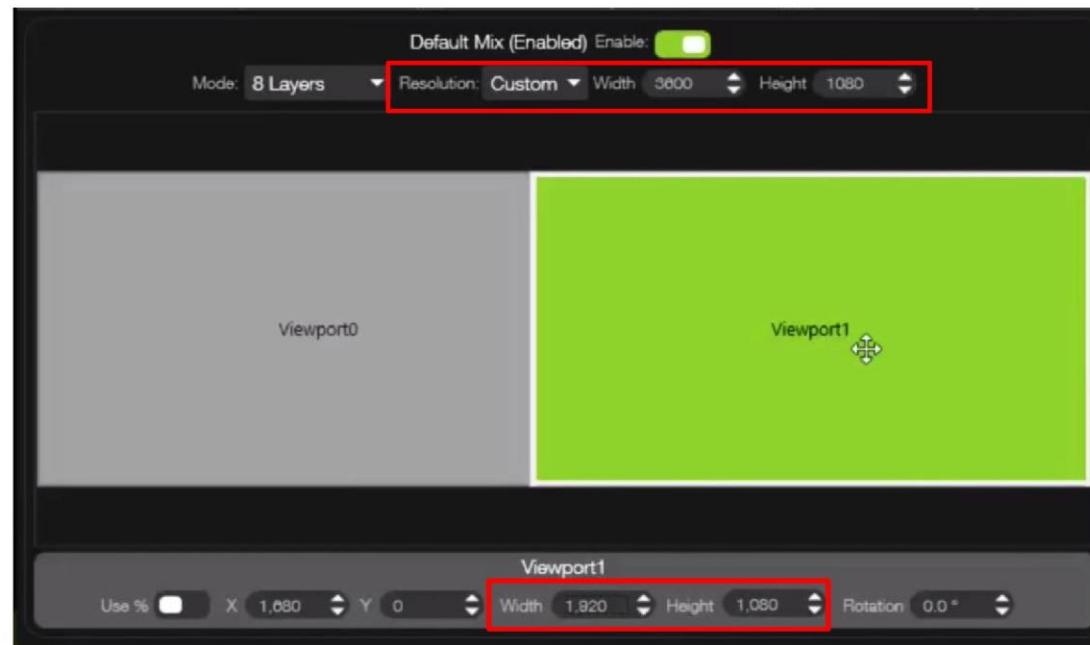 Default Mix (Enabled) Enable:
Mode: 8 Layers Resolution: Custom Width 3600 Height 1080
Viewport0 Viewport1
Viewport1
Use % X 1,680 Y 0 Width 1,920 Height 1,080 Rotation 0.0 °